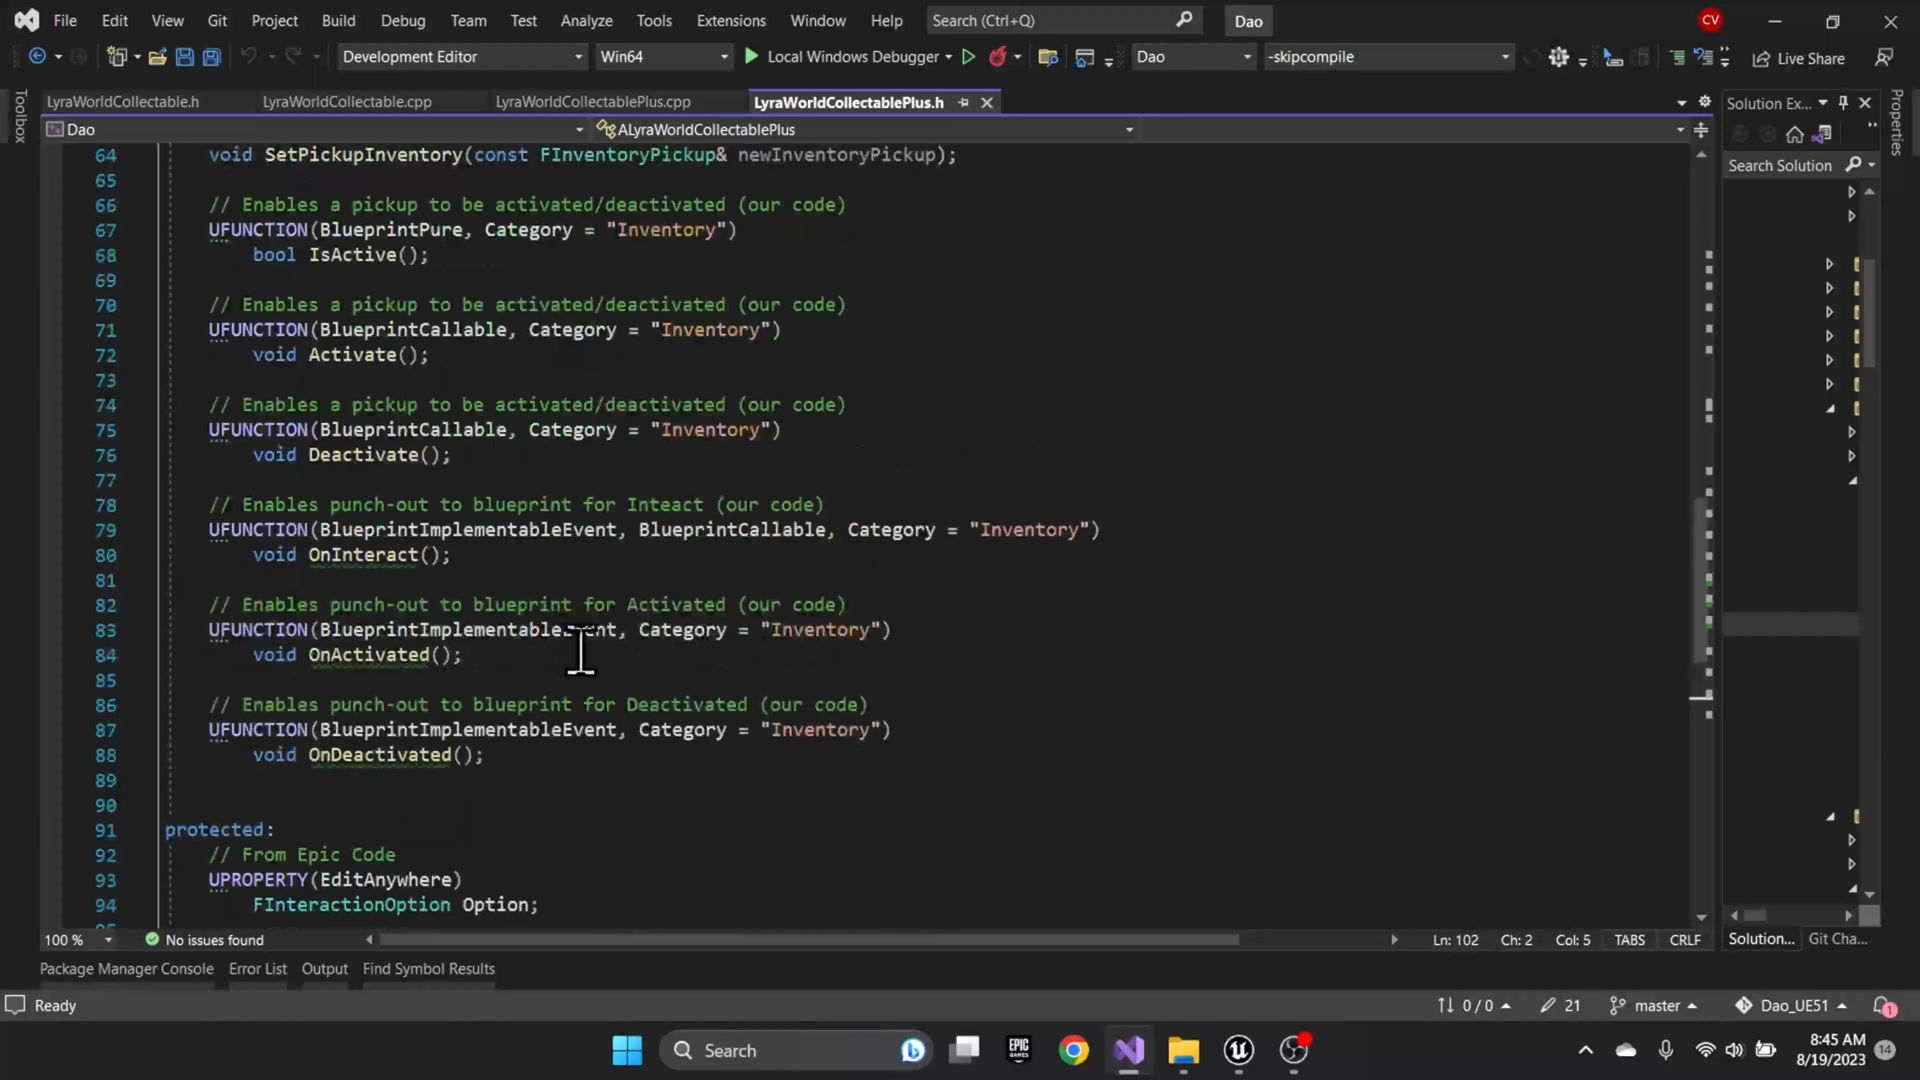 File Edit View Git Project Build Debug Team Test Analyze Tools Extensions Window Help Search (Ctrl+Q) Dao CV
Development Editor Win64 Local Windows Debugger Dao -skipcompile Live Share
Toolbox LyraWorldCollectable.h LyraWorldCollectable.cpp LyraWorldCollectablePlus.cpp LyraWorldCollectablePlus.h Solution Ex... Properties
Dao ALyraWorldCollectablePlus
Search Solution
64 void SetPickupInventory(const FInventoryPickup& newInventoryPickup);
65
66 // Enables a pickup to be activated/deactivated (our code)
67 UFUNCTION(BlueprintPure, Category = "Inventory")
68 bool IsActive();
69
70 // Enables a pickup to be activated/deactivated (our code)
71 UFUNCTION(BlueprintCallable, Category = "Inventory")
72 void Activate();
73
74 // Enables a pickup to be activated/deactivated (our code)
75 UFUNCTION(BlueprintCallable, Category = "Inventory")
76 void Deactivate();
77
78 // Enables punch-out to blueprint for Inteact (our code)
79 UFUNCTION(BlueprintImplementableEvent, BlueprintCallable, Category = "Inventory")
80 void OnInteract();
81
82 // Enables punch-out to blueprint for Activated (our code)
83 UFUNCTION(BlueprintImplementableEvent, Category = "Inventory")
84 void OnActivated();
85
86 // Enables punch-out to blueprint for Deactivated (our code)
87 UFUNCTION(BlueprintImplementableEvent, Category = "Inventory")
88 void OnDeactivated();
89
90
91 protected:
92 // From Epic Code
93 UPROPERTY(EditAnywhere)
94 FInteractionOption Option;
100 % No issues found Ln: 102 Ch: 2 Col: 5 TABS CRLF Solution... Git Cha...
Package Manager Console Error List Output Find Symbol Results
Ready 0 / 0 21 master Dao_UE51 1
Search EPIC GAMES 8:45 AM
8/19/2023 14